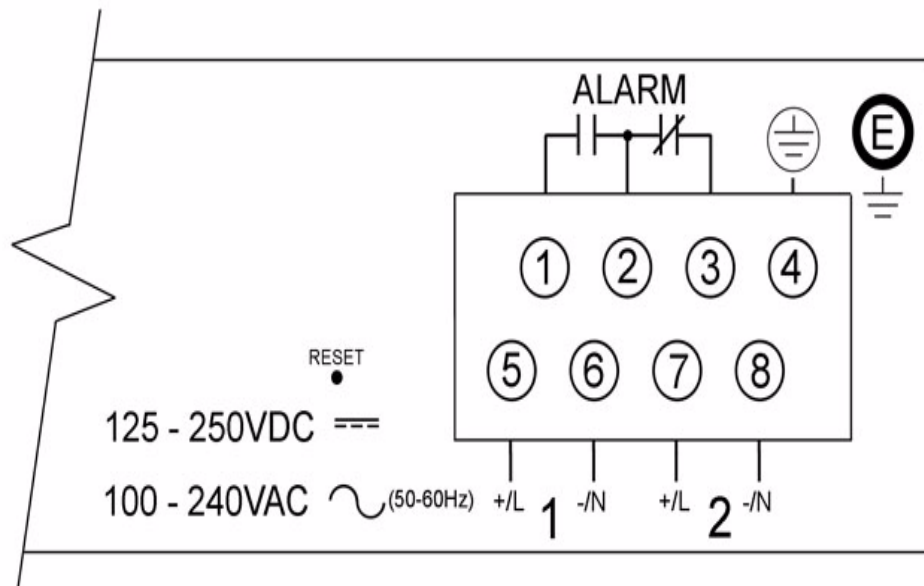 ALARM
E
1 2 3 4
5 6 7 8
RESET
125 - 250VDC
100 - 240VAC (50-60Hz)
+/L 1 -/N +/L 2 -/N